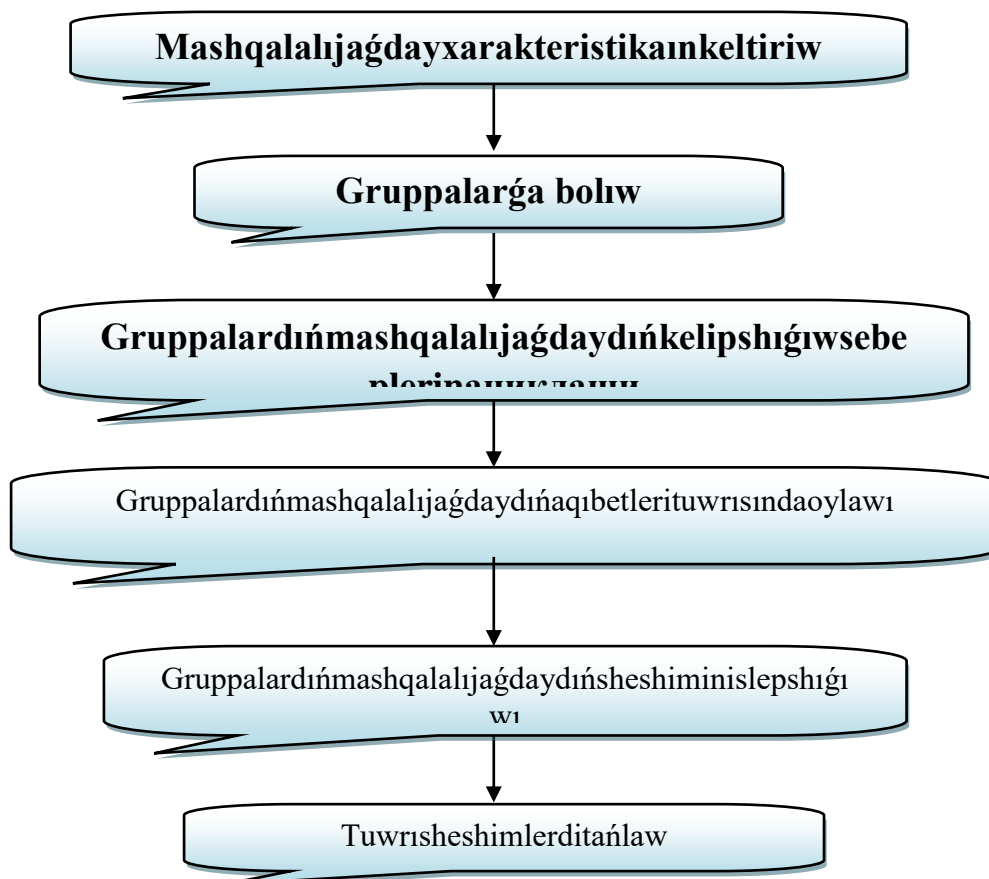 Mashqalalıjaǵdayxarakteristikaınkeltiriw
Gruppalarǵa bolıw
Gruppalardıńmashqalalıjaǵdaydıńkelipshıǵıwsebe
Gruppalardıńmashqalalıjaǵdaydıńaqıbetlerituwrısındaoylawı
Gruppalardıńmashqalalıjaǵdaydıńsheshiminislepshıǵı
wı
Tuwrısheshimlerditańlaw